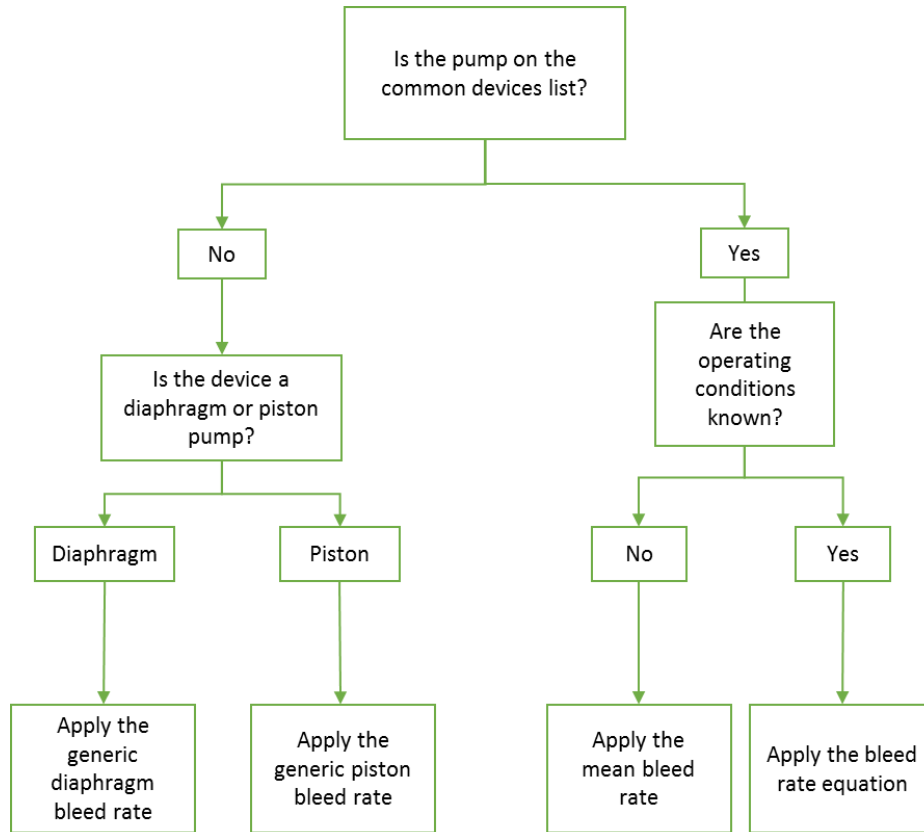 Is the pump on the
common devices list?
No
Yes
Are the
operating
conditions
known?
Is the device a
diaphragm or piston
pump?
Diaphragm
Piston
No
Yes
Apply the
generic
diaphragm
bleed rate
Apply the
generic piston
bleed rate
Apply the
mean bleed
rate
Apply the bleed
rate equation